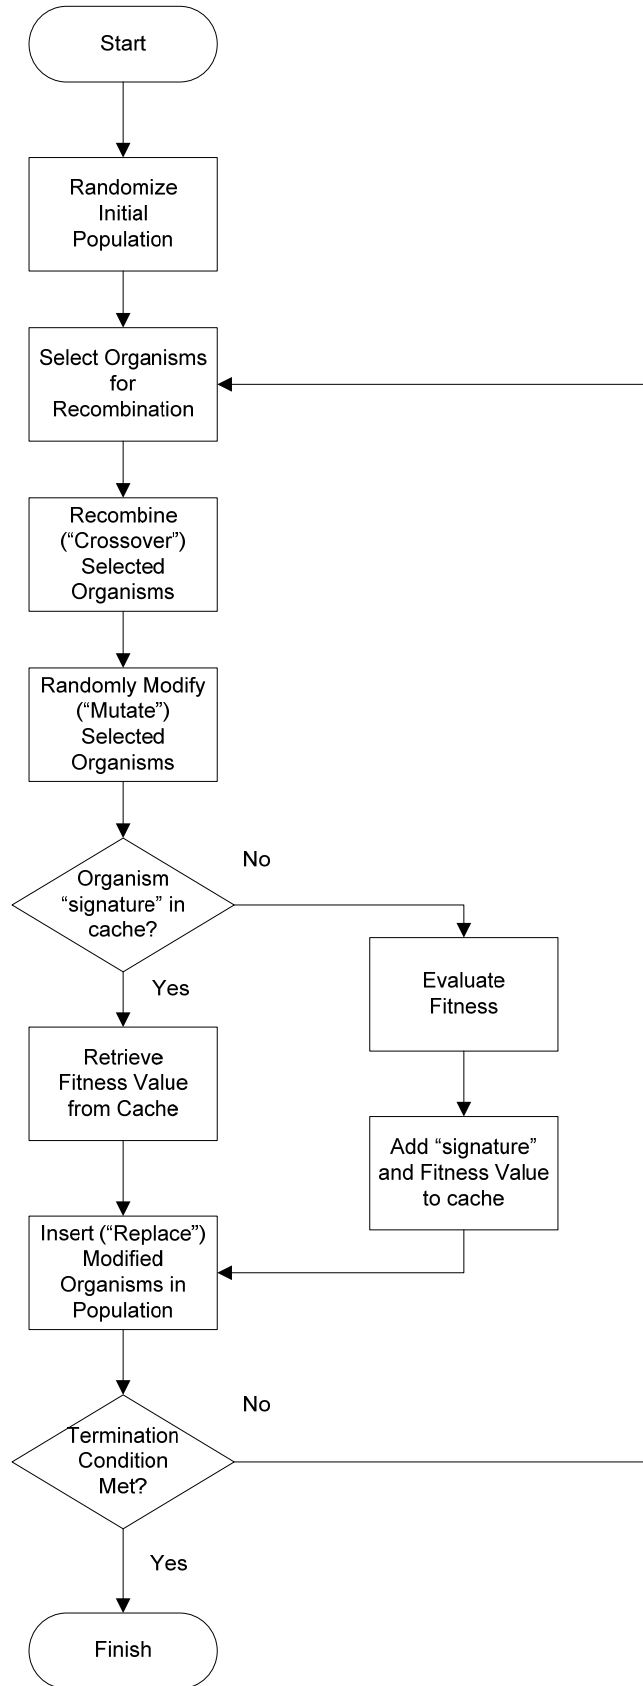 Start
Randomize
Initial
Population
Select Organisms
for
Recombination
Recombine
(“Crossover”)
Selected
Organisms
Randomly Modify
(“Mutate”)
Selected
Organisms
Organism
“signature” in
cache?
No
Yes
Evaluate
Fitness
Retrieve
Fitness Value
from Cache
Add “signature”
and Fitness Value
to cache
Insert (“Replace”)
Modified
Organisms in
Population
Termination
Condition
Met?
No
Yes
Finish